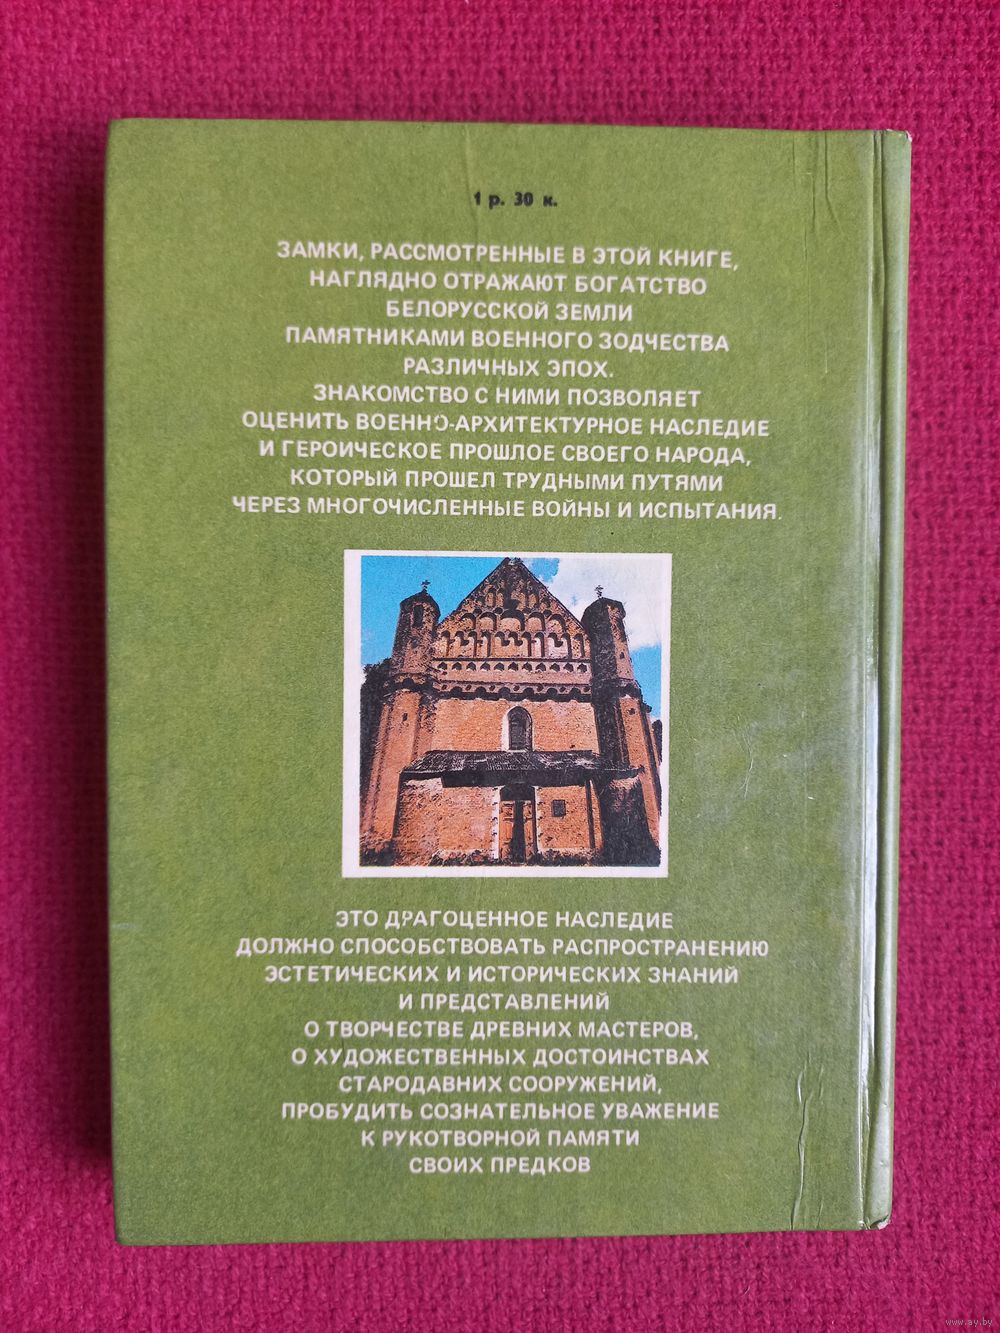 1 р. 30 к.
ЗАМКИ, РАССМОТРЕННЫЕ В ЭТОЙ КНИГЕ,
НАГЛЯДНО ОТРАЖАЮТ БОГАТСТВО
БЕЛОРУССКОЙ ЗЕМЛИ
ПАМЯТНИКАМИ ВОЕННОГО ЗОДЧЕСТВА
РАЗЛИЧНЫХ ЭПОХ.
ЗНАКОМСТВО С НИМИ ПОЗВОЛЯЕТ
ОЦЕНИТЬ ВОЕННО-АРХИТЕКТУРНОЕ НАСЛЕДИЕ
И ГЕРОИЧЕСКОЕ ПРОШЛОЕ СВОЕГО НАРОДА,
КОТОРЫЙ ПРОШЕЛ ТРУДНЫМИ ПУТЯМИ
ЧЕРЕЗ МНОГОЧИСЛЕННЫЕ ВОЙНЫ И ИСПЫТАНИЯ.
ЭТО ДРАГОЦЕННОЕ НАСЛЕДИЕ
ДОЛЖНО СПОСОБСТВОВАТЬ РАСПРОСТРАНЕНИЮ
ЭСТЕТИЧЕСКИХ И ИСТОРИЧЕСКИХ ЗНАНИЙ
И ПРЕДСТАВЛЕНИЙ
О ТВОРЧЕСТВЕ ДРЕВНИХ МАСТЕРОВ,
О ХУДОЖЕСТВЕННЫХ ДОСТОИНСТВАХ
СТАРОДАВНИХ СООРУЖЕНИЙ,
ПРОБУДИТЬ СОЗНАТЕЛЬНОЕ УВАЖЕНИЕ
К РУКОТВОРНОЙ ПАМЯТИ
СВОИХ ПРЕДКОВ
www.ay.by